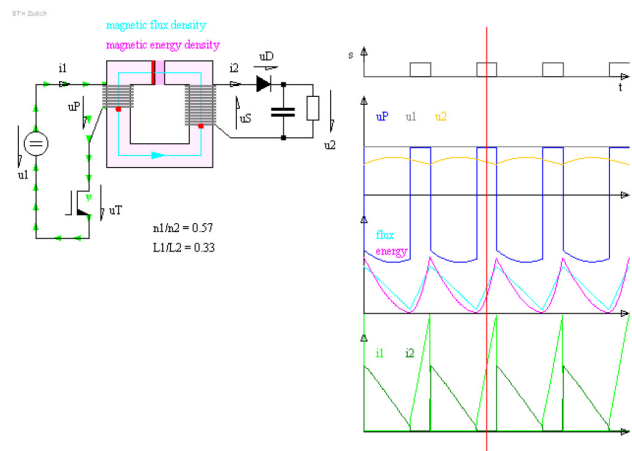 ETH Zurich
magnetic flux density
magnetic energy density
i1
i2
uD
uP
uS
u1
u2
uT
n1/n2 = 0.57
L1/L2 = 0.33
s
t
uP u1 u2
flux
energy
i1 i2